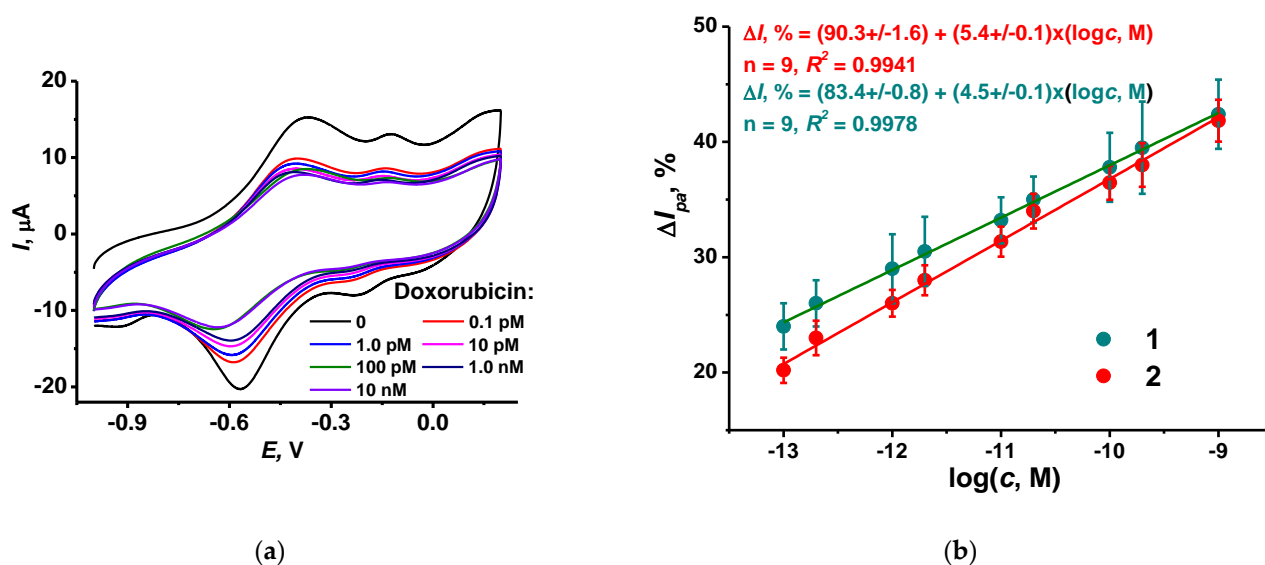 20
10
0
-10
-20
I, μA
-0.9
-0.6
-0.3
0.0
E, V
Doxorubicin:
0
0.1 pM
1.0 pM
10 pM
100 pM
1.0 nM
10 nM
(a)
ΔI, % = (90.3+/-1.6) + (5.4+/-0.1)x(logc, M)
n = 9, R² = 0.9941
ΔI, % = (83.4+/-0.8) + (4.5+/-0.1)x(logc, M)
n = 9, R² = 0.9978
50
40
30
20
ΔIpa, %
1
2
-13
-12
-11
-10
-9
log(c, M)
(b)